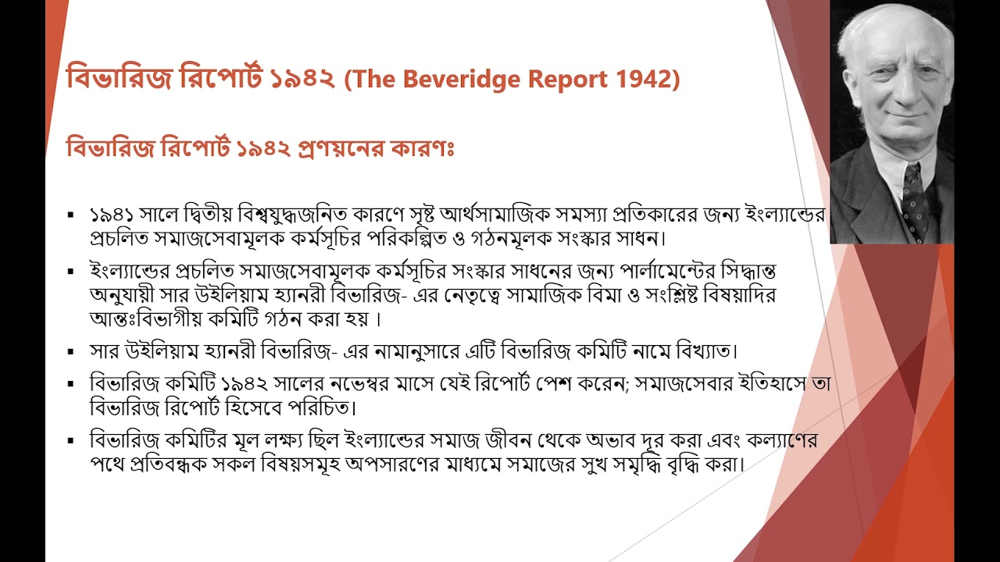 বিভারিজ রিপোর্ট ১৯৪২ (The Beveridge Report 1942)
বিভারিজ রিপোর্ট ১৯৪২ প্রণয়নের কারণঃ
▪ ১৯৪১ সালে দ্বিতীয় বিশ্বযুদ্ধজনিত কারণে সৃষ্ট আর্থসামাজিক সমস্যা প্রতিকারের জন্য ইংল্যান্ডের
প্রচলিত সমাজসেবামূলক কর্মসূচির পরিকল্পিত ও গঠনমূলক সংস্কার সাধন।
▪ ইংল্যান্ডের প্রচলিত সমাজসেবামূলক কর্মসূচির সংস্কার সাধনের জন্য পার্লামেন্টের সিদ্ধান্ত
অনুযায়ী সার উইলিয়াম হ্যানরী বিভারিজ- এর নেতৃত্বে সামাজিক বিমা ও সংশ্লিষ্ট বিষয়াদির
আন্তঃবিভাগীয় কমিটি গঠন করা হয় ।
▪ সার উইলিয়াম হ্যানরী বিভারিজ- এর নামানুসারে এটি বিভারিজ কমিটি নামে বিখ্যাত।
▪ বিভারিজ কমিটি ১৯৪২ সালের নভেম্বর মাসে যেই রিপোর্ট পেশ করেন; সমাজসেবার ইতিহাসে তা
বিভারিজ রিপোর্ট হিসেবে পরিচিত।
▪ বিভারিজ কমিটির মূল লক্ষ্য ছিল ইংল্যান্ডের সমাজ জীবন থেকে অভাব দূর করা এবং কল্যাণের
পথে প্রতিবন্ধক সকল বিষয়সমূহ অপসারণের মাধ্যমে সমাজের সুখ সমৃদ্ধি বৃদ্ধি করা।